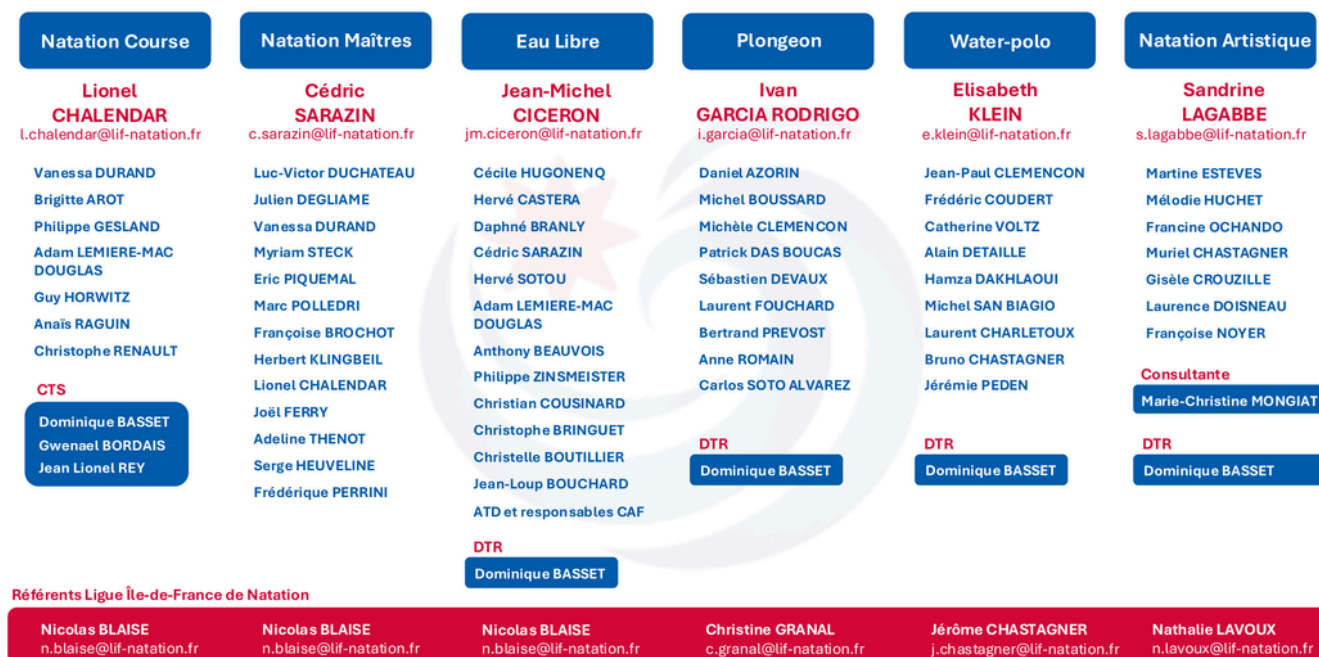 Natation Course
Lionel
CHALENDAR
l.chalendar@lif-natation.fr
Vanessa DURAND
Brigitte AROT
Philippe GESLAND
Adam LEMIERE-MAC
DOUGLAS
Guy HORWITZ
Anaïs RAGUIN
Christophe RENAULT
CTS
Dominique BASSET
Gwenael BORDAIS
Jean Lionel REY
Natation Maîtres
Cédric
SARAZIN
c.sarazin@lif-natation.fr
Luc-Victor DUCHATEAU
Julien DEGLIAME
Vanessa DURAND
Myriam STECK
Eric PIQUEMAL
Marc POLLEDRI
Françoise BROCHOT
Herbert KLINGBEIL
Lionel CHALENDAR
Joël FERRY
Adeline THENOT
Serge HEUVELINE
Frédérique PERRINI
Eau Libre
Jean-Michel
CICERON
jm.ciceron@lif-natation.fr
Cécile HUGONENQ
Hervé CASTERA
Daphné BRANLY
Cédric SARAZIN
Hervé SOTOU
Adam LEMIERE-MAC
DOUGLAS
Anthony BEAUVOIS
Philippe ZINSMEISTER
Christian COUSINARD
Christophe BRINGUET
Christelle BOUTILLIER
Jean-Loup BOUCHARD
ATD et responsables CAF
DTR
Dominique BASSET
Plongeon
Ivan
GARCIA RODRIGO
i.garcia@lif-natation.fr
Daniel AZORIN
Michel BOUSSARD
Michèle CLEMENCON
Patrick DAS BOUCAS
Sébastien DEVAUX
Laurent FOUCHARD
Bertrand PREVOST
Anne ROMAIN
Carlos SOTO ALVAREZ
DTR
Dominique BASSET
Water-polo
Elisabeth
KLEIN
e.klein@lif-natation.fr
Jean-Paul CLEMENCON
Frédéric COUDERT
Catherine VOLTZ
Alain DETAILLE
Hamza DAKHLAOUI
Michel SAN BIAGIO
Laurent CHARLETOUX
Bruno CHASTAGNER
Jérémie PEDEN
DTR
Dominique BASSET
Natation Artistique
Sandrine
LAGABBE
s.lagabbe@lif-natation.fr
Martine ESTEVES
Mélodie HUCHET
Francine OCHANDO
Muriel CHASTAGNER
Gisèle CROUZILLE
Laurence DOISNEAU
Françoise NOYER
Consultante
Marie-Christine MONGIAT
DTR
Dominique BASSET
Référents Ligue Île-de-France de Natation
Nicolas BLAISE
n.blaise@lif-natation.fr
Nicolas BLAISE
n.blaise@lif-natation.fr
Nicolas BLAISE
n.blaise@lif-natation.fr
Christine GRANAL
c.granal@lif-natation.fr
Jérôme CHASTAGNER
j.chastagner@lif-natation.fr
Nathalie LAVOUX
n.lavoux@lif-natation.fr